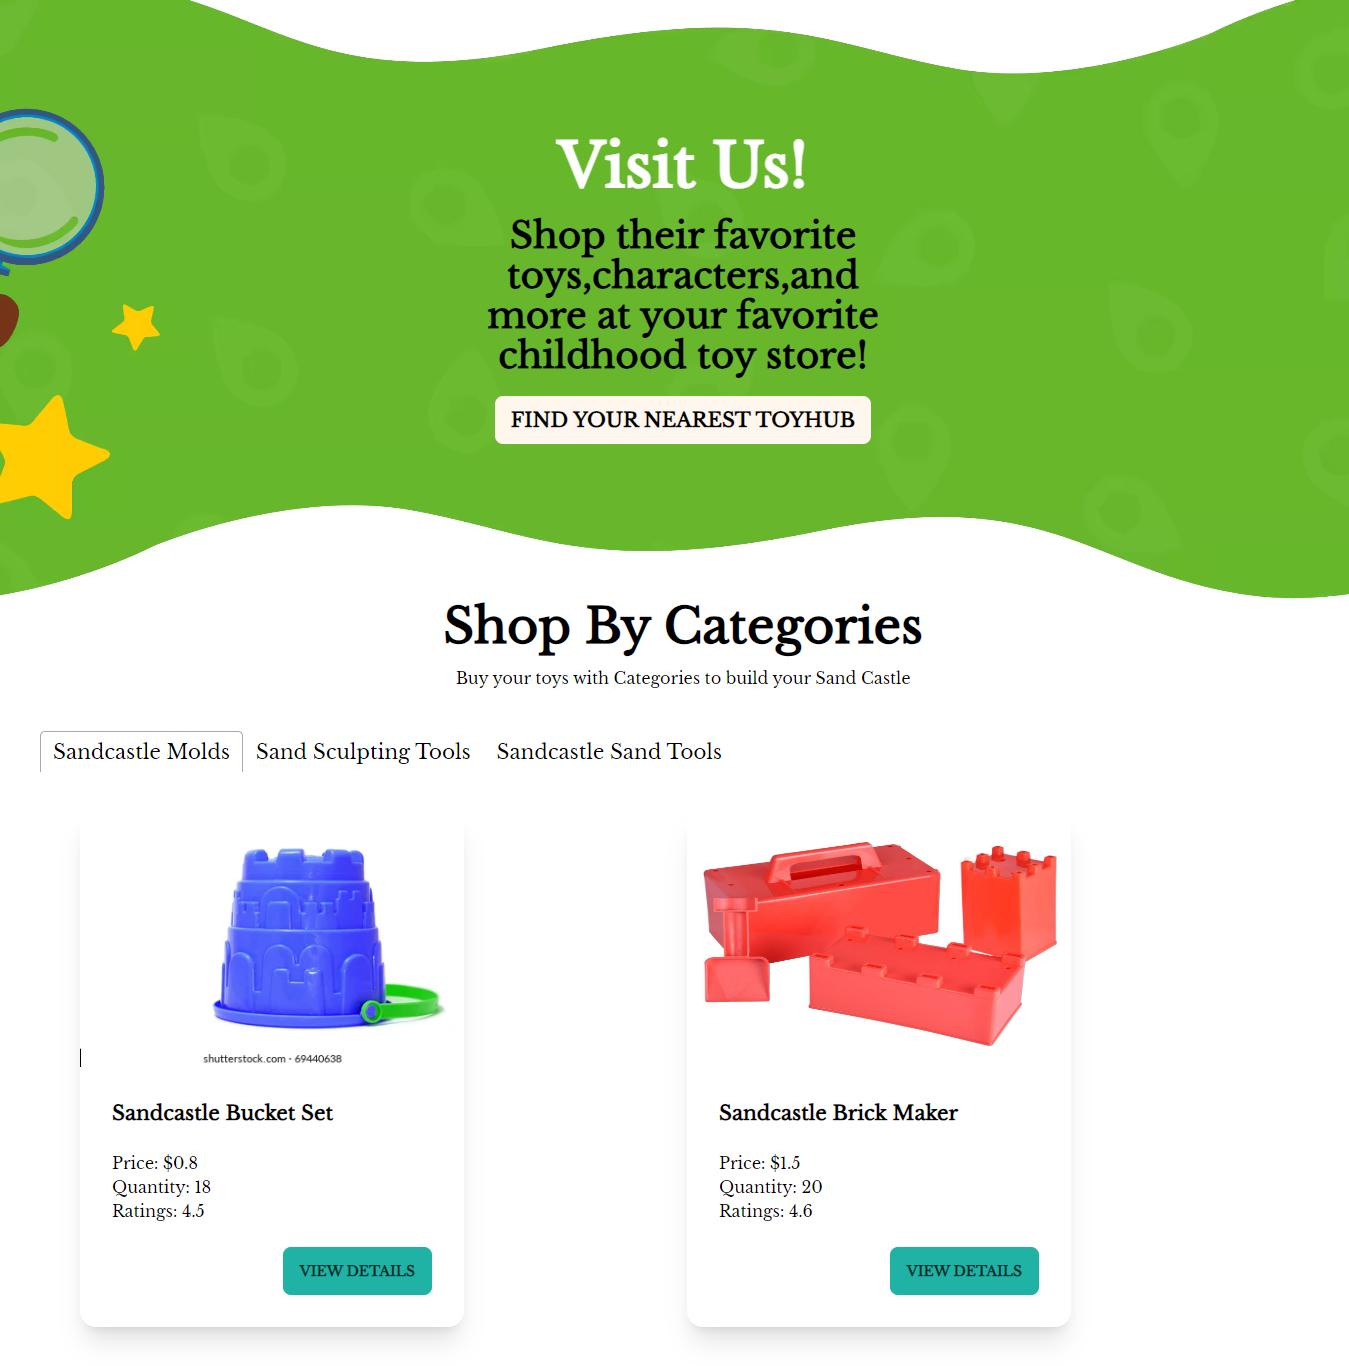 Visit Us!
Shop their favorite
toys,characters,and
more at your favorite
childhood toy store!
FIND YOUR NEAREST TOYHUB
Shop By Categories
Buy your toys with Categories to build your Sand Castle
Sandcastle Molds Sand Sculpting Tools Sandcastle Sand Tools
shutterstock.com · 69440638
Sandcastle Bucket Set
Price: $0.8
Quantity: 18
Ratings: 4.5
VIEW DETAILS
Sandcastle Brick Maker
Price: $1.5
Quantity: 20
Ratings: 4.6
VIEW DETAILS